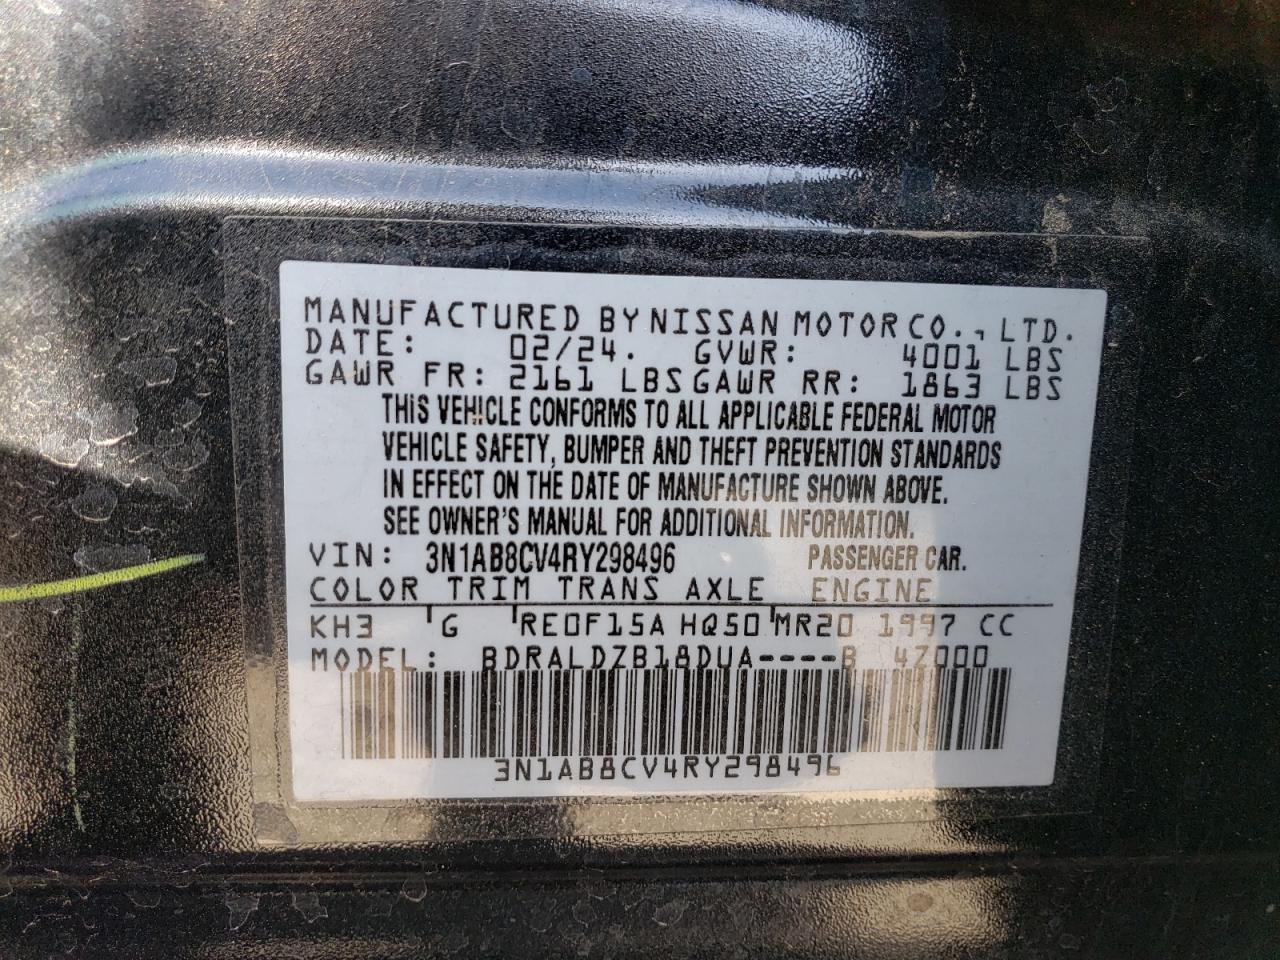 MANUFACTURED BY NISSAN MOTOR CO., LTD.
DATE: 02/24. GVWR: 4001 LBS
GAWR FR: 2161 LBS GAWR RR: 1863 LBS
THIS VEHICLE CONFORMS TO ALL APPLICABLE FEDERAL MOTOR
VEHICLE SAFETY, BUMPER AND THEFT PREVENTION STANDARDS
IN EFFECT ON THE DATE OF MANUFACTURE SHOWN ABOVE.
SEE OWNER'S MANUAL FOR ADDITIONAL INFORMATION.
VIN: 3N1AB8CV4RY298496 PASSENGER CAR.
COLOR TRIM TRANS AXLE ENGINE
KH3 G RE0F15A HQ50 MR20 1997 CC
MODEL: BDRALDZB18DUA----B 4Z000
3N1AB8CV4RY298496